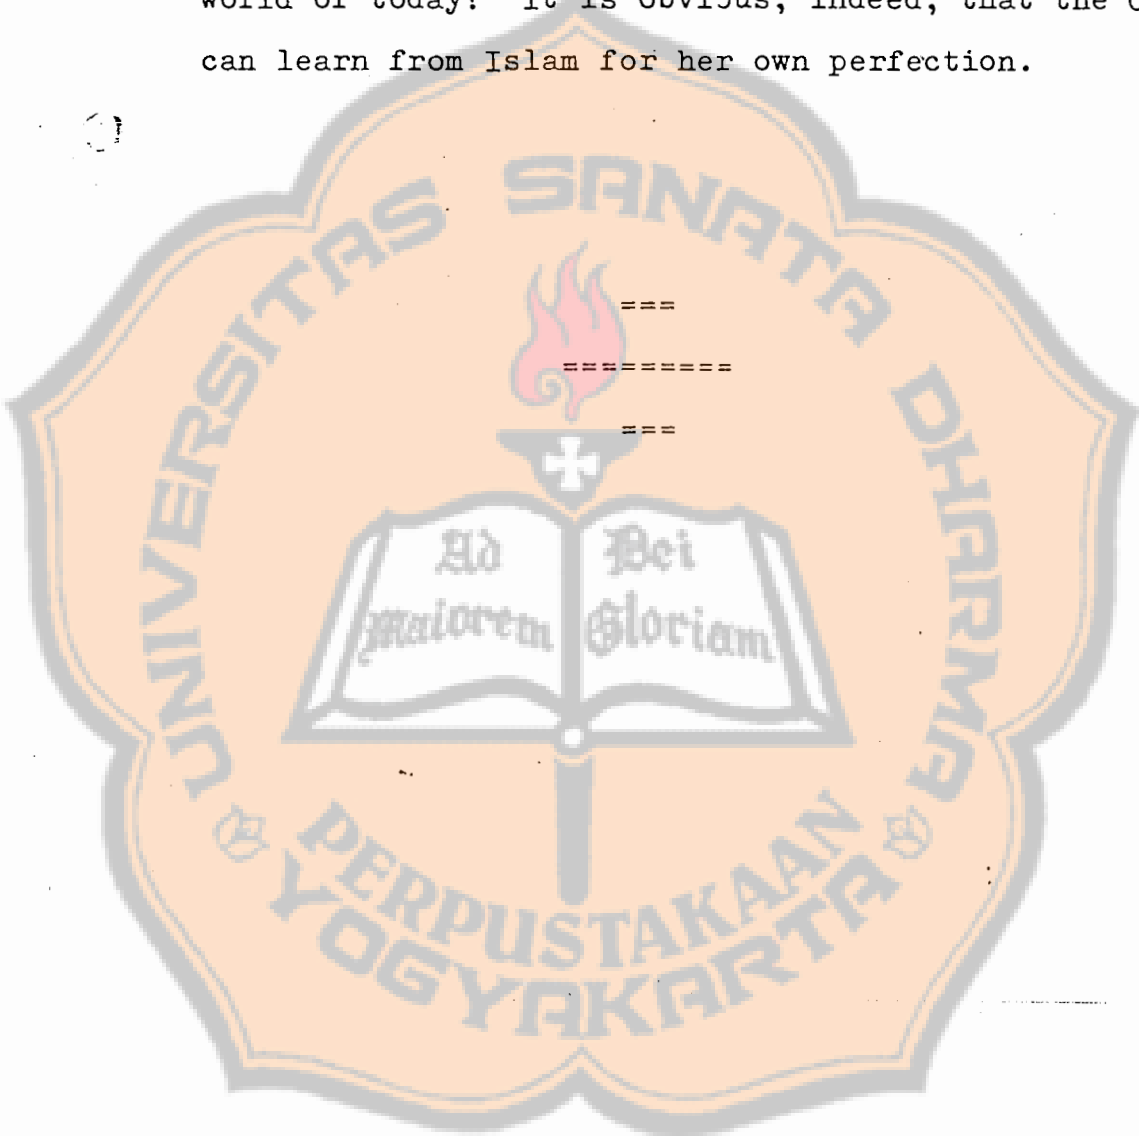 world of today! It is obvious, indeed, that the
can learn from Islam for her own perfection.
UNIVERSITAS SANATA DHARMA
===
=========
===
Ad Dei
maiorem Gloriam
PERPUSTAKAAN
YOGYAKARTA